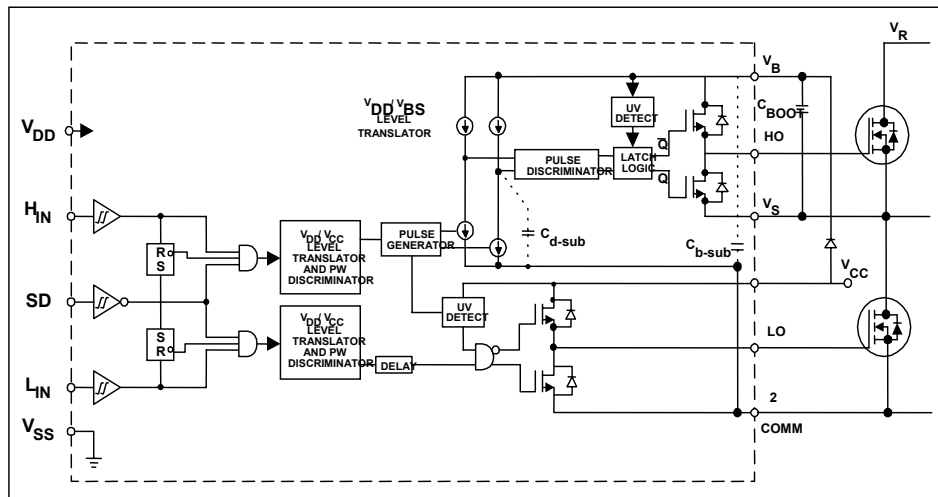 V_R
V_B
V_DD/V_BS
LEVEL
TRANSLATOR
UV
DETECT
C_BOOT
V_DD
Q̅
HO
PULSE
DISCRIMINATOR
LATCH
LOGIC
Q
H_IN
V_S
V_DD/V_CC
LEVEL
TRANSLATOR
AND PW
DISCRIMINATOR
PULSE
GENERATOR
C_d-sub
C_b-sub
R
S
V_CC
SD
UV
DETECT
V_DD/V_CC
LEVEL
TRANSLATOR
AND PW
DISCRIMINATOR
S
R
LO
DELAY
L_IN
2
V_SS
COMM